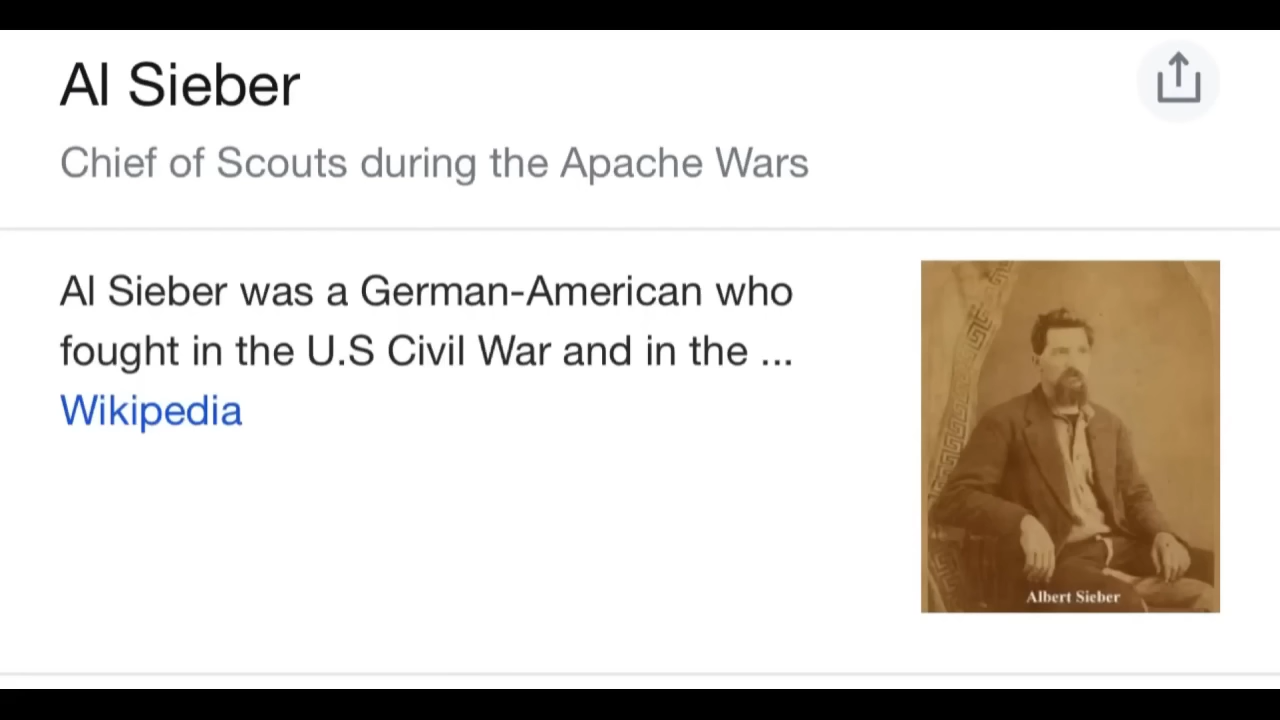 Al Sieber
Chief of Scouts during the Apache Wars
Al Sieber was a German-American who
fought in the U.S Civil War and in the ...
Wikipedia
Albert Sieber